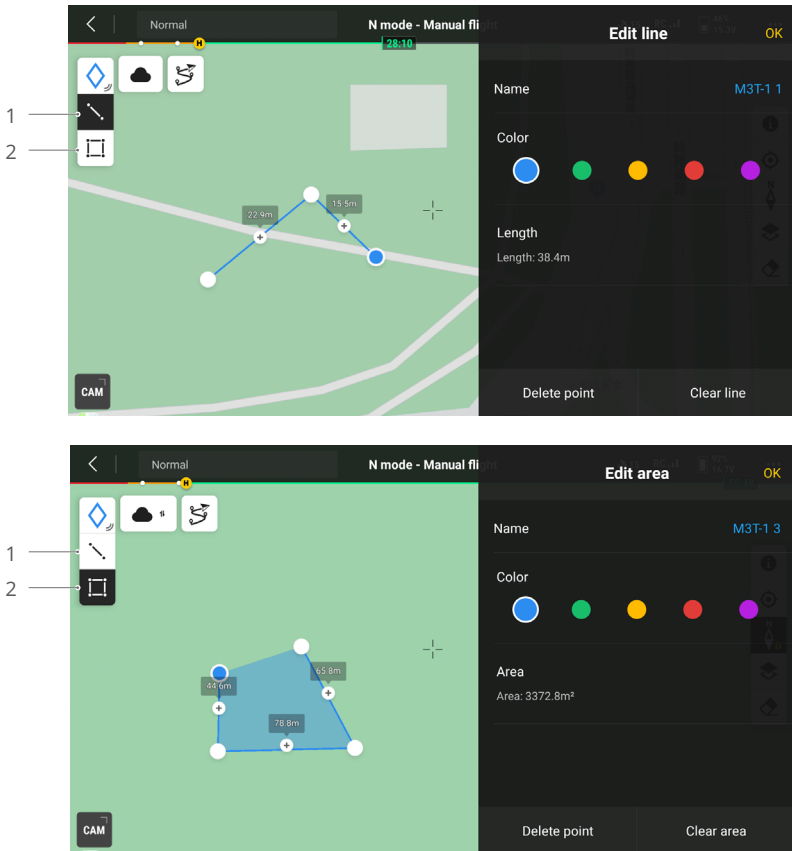 Normal
N mode - Manual fli
Edit line
OK
H
28:10
Name
M3T-1 1
1
Color
2
22.9m
15.5m
N
Length
Length: 38.4m
CAM
Delete point
Clear line
Normal
N mode - Manual fli
Edit area
OK
H
Name
M3T-1 3
1
Color
2
N
44.6m
65.8m
Area
Area: 3372.8m²
78.8m
CAM
Delete point
Clear area